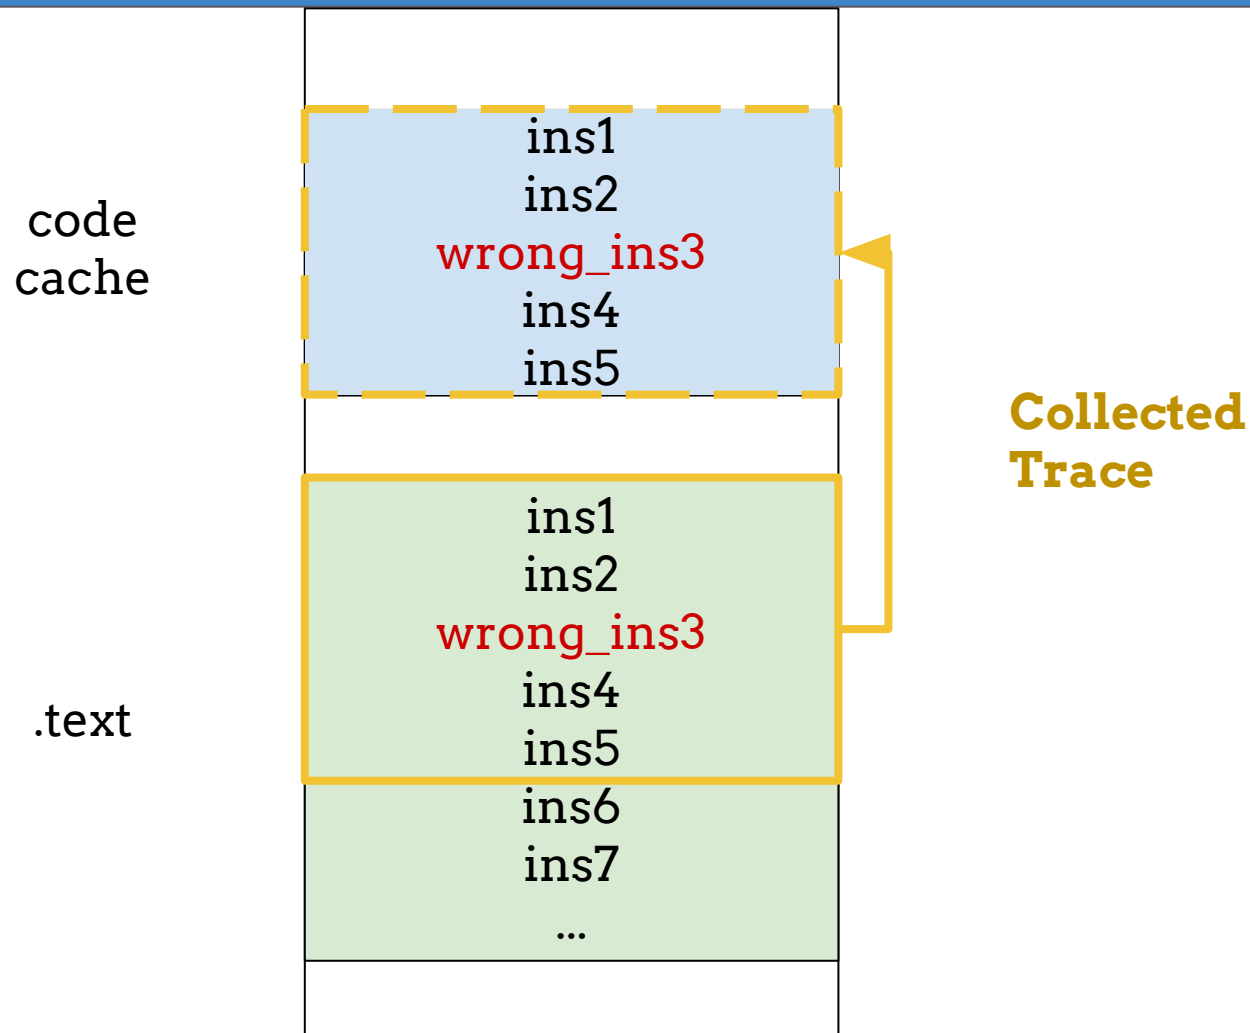 code
cache
ins1
ins2
wrong_ins3
ins4
ins5
Collected
Trace
.text
ins1
ins2
wrong_ins3
ins4
ins5
ins6
ins7
...